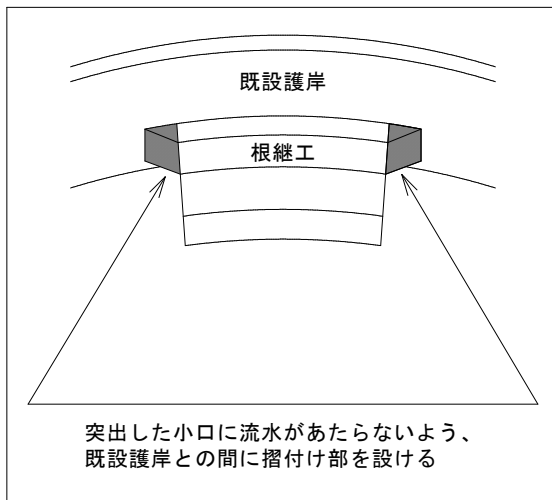 既設護岸
根継工
突出した小口に流水があたらないよう、
既設護岸との間に摺付け部を設ける